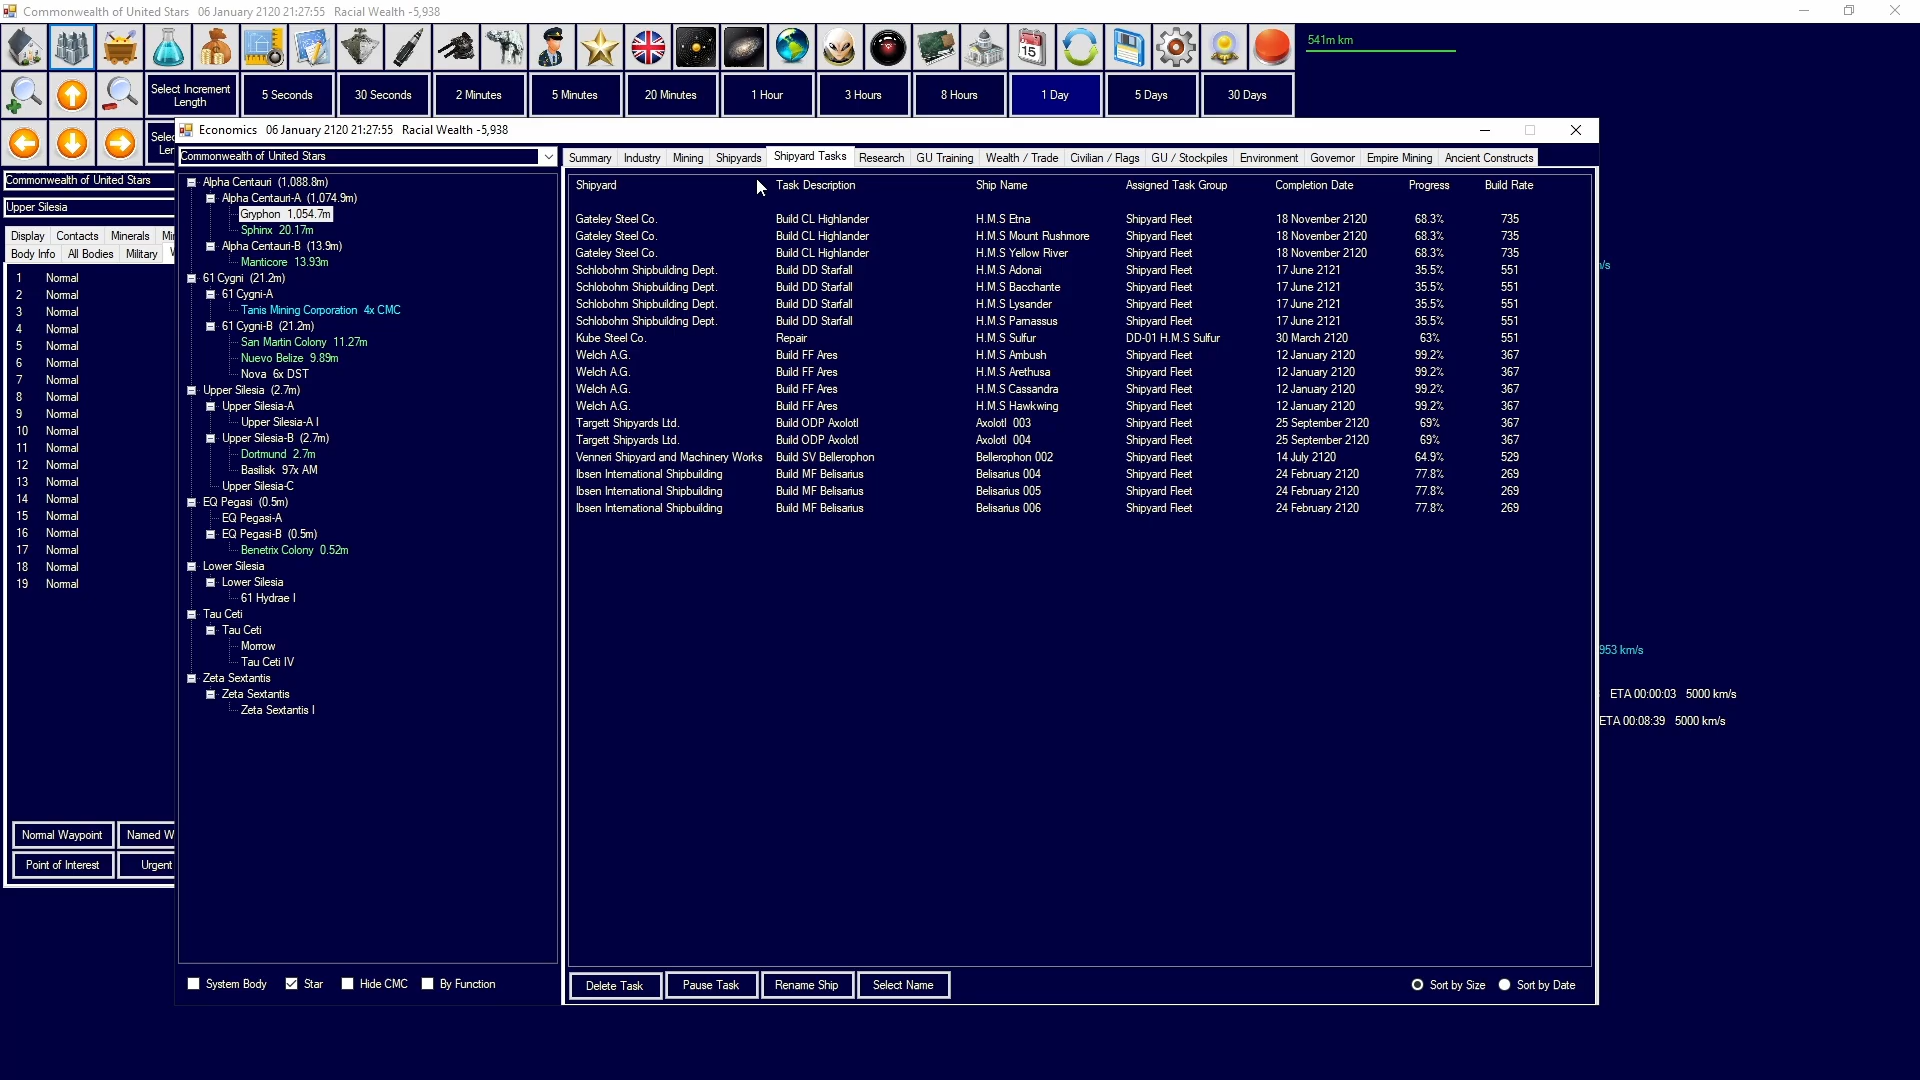 Commonwealth of United Stars 06 January 2120 21:27:55 Racial Wealth -5,938
541m km
Select Increment Length 5 Seconds 30 Seconds 2 Minutes 5 Minutes 20 Minutes 1 Hour 3 Hours 8 Hours 1 Day 5 Days 30 Days
Economics 06 January 2120 21:27:55 Racial Wealth -5,938
Commonwealth of United Stars
Upper Silesia
Display Contacts Minerals
Body Info All Bodies Military
1 Normal
2 Normal
3 Normal
4 Normal
5 Normal
6 Normal
7 Normal
8 Normal
9 Normal
10 Normal
11 Normal
12 Normal
13 Normal
14 Normal
15 Normal
16 Normal
17 Normal
18 Normal
19 Normal
Normal Waypoint Named W
Point of Interest Urgent
Commonwealth of United Stars
Alpha Centauri (1,088.8m)
Alpha Centauri-A (1,074.9m)
Gryphon 1,054.7m
Sphinx 20.17m
Alpha Centauri-B (13.9m)
Manticore 13.93m
61 Cygni (21.2m)
61 Cygni-A
Tanis Mining Corporation 4x CMC
61 Cygni-B (21.2m)
San Martin Colony 11.27m
Nuevo Belize 9.89m
Nova 6x DST
Upper Silesia (2.7m)
Upper Silesia-A
Upper Silesia-A I
Upper Silesia-B (2.7m)
Dortmund 2.7m
Basilisk 97x AM
Upper Silesia-C
EQ Pegasi (0.5m)
EQ Pegasi-A
EQ Pegasi-B (0.5m)
Benetrix Colony 0.52m
Lower Silesia
Lower Silesia
61 Hydrae I
Tau Ceti
Tau Ceti
Morrow
Tau Ceti IV
Zeta Sextantis
Zeta Sextantis
Zeta Sextantis I
System Body Star Hide CMC By Function
Summary Industry Mining Shipyards Shipyard Tasks Research GU Training Wealth / Trade Civilian / Flags GU / Stockpiles Environment Governor Empire Mining Ancient Constructs
Shipyard Task Description Ship Name Assigned Task Group Completion Date Progress Build Rate
Gateley Steel Co. Build CL Highlander H.M.S Etna Shipyard Fleet 18 November 2120 68.3% 735
Gateley Steel Co. Build CL Highlander H.M.S Mount Rushmore Shipyard Fleet 18 November 2120 68.3% 735
Gateley Steel Co. Build CL Highlander H.M.S Yellow River Shipyard Fleet 18 November 2120 68.3% 735
Schlobohm Shipbuilding Dept. Build DD Starfall H.M.S Adonai Shipyard Fleet 17 June 2121 35.5% 551
Schlobohm Shipbuilding Dept. Build DD Starfall H.M.S Bacchante Shipyard Fleet 17 June 2121 35.5% 551
Schlobohm Shipbuilding Dept. Build DD Starfall H.M.S Lysander Shipyard Fleet 17 June 2121 35.5% 551
Schlobohm Shipbuilding Dept. Build DD Starfall H.M.S Parnassus Shipyard Fleet 17 June 2121 35.5% 551
Kube Steel Co. Repair H.M.S Sulfur DD-01 H.M.S Sulfur 30 March 2120 63% 551
Welch A.G. Build FF Ares H.M.S Ambush Shipyard Fleet 12 January 2120 99.2% 367
Welch A.G. Build FF Ares H.M.S Arethusa Shipyard Fleet 12 January 2120 99.2% 367
Welch A.G. Build FF Ares H.M.S Cassandra Shipyard Fleet 12 January 2120 99.2% 367
Welch A.G. Build FF Ares H.M.S Hawkwing Shipyard Fleet 12 January 2120 99.2% 367
Targett Shipyards Ltd. Build ODP Axolotl Axolotl 003 Shipyard Fleet 25 September 2120 69% 367
Targett Shipyards Ltd. Build ODP Axolotl Axolotl 004 Shipyard Fleet 25 September 2120 69% 367
Venneri Shipyard and Machinery Works Build SV Bellerophon Bellerophon 002 Shipyard Fleet 14 July 2120 64.9% 529
Ibsen International Shipbuilding Build MF Belisarius Belisarius 004 Shipyard Fleet 24 February 2120 77.8% 269
Ibsen International Shipbuilding Build MF Belisarius Belisarius 005 Shipyard Fleet 24 February 2120 77.8% 269
Ibsen International Shipbuilding Build MF Belisarius Belisarius 006 Shipyard Fleet 24 February 2120 77.8% 269
Delete Task Pause Task Rename Ship Select Name Sort by Size Sort by Date
953 km/s
ETA 00:00:03 5000 km/s
ETA 00:08:39 5000 km/s